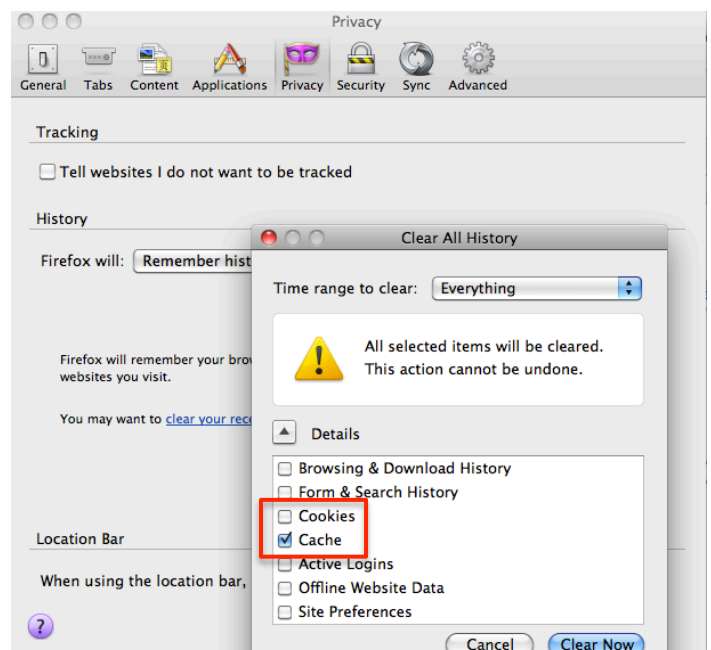 Privacy
General Tabs Content Applications Privacy Security Sync Advanced
Tracking
Tell websites I do not want to be tracked
History
Firefox will: Remember hist
Firefox will remember your brow
websites you visit.
You may want to clear your rece
Location Bar
When using the location bar,
?
Clear All History
Time range to clear: Everything
All selected items will be cleared.
This action cannot be undone.
Details
Browsing & Download History
Form & Search History
Cookies
Cache
Active Logins
Offline Website Data
Site Preferences
Cancel Clear Now